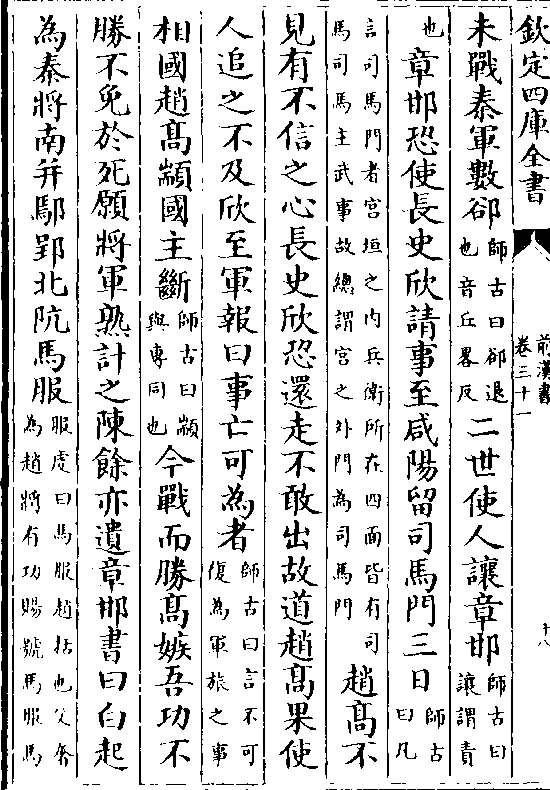 欽定四庫全書
前漢書
卷三十一
十八
未戰秦軍數卻師古曰卻退也音丘畧反二世使人讓章邯師古曰讓謂責
也章邯恐使長史欣請事至咸陽留司馬門三日師古曰凡
言司馬門者宮垣之内兵衛所在四面皆有司馬司馬主武事故總謂宮之外門為司馬門趙髙不
見有不信之心長史欣恐還走不敢出故道趙髙果使
人追之不及欣至軍報曰事亡可為者師古曰言不可復為軍旅之事
相國趙髙顓國主斷師古曰顓與專同也今戰而勝髙嫉吾功不
勝不免於死願將軍熟計之陳餘亦遺章邯書曰白起
為秦將南并鄢郢北阬馬服服虔曰馬服趙括也父奢為趙將有功賜號馬服馬